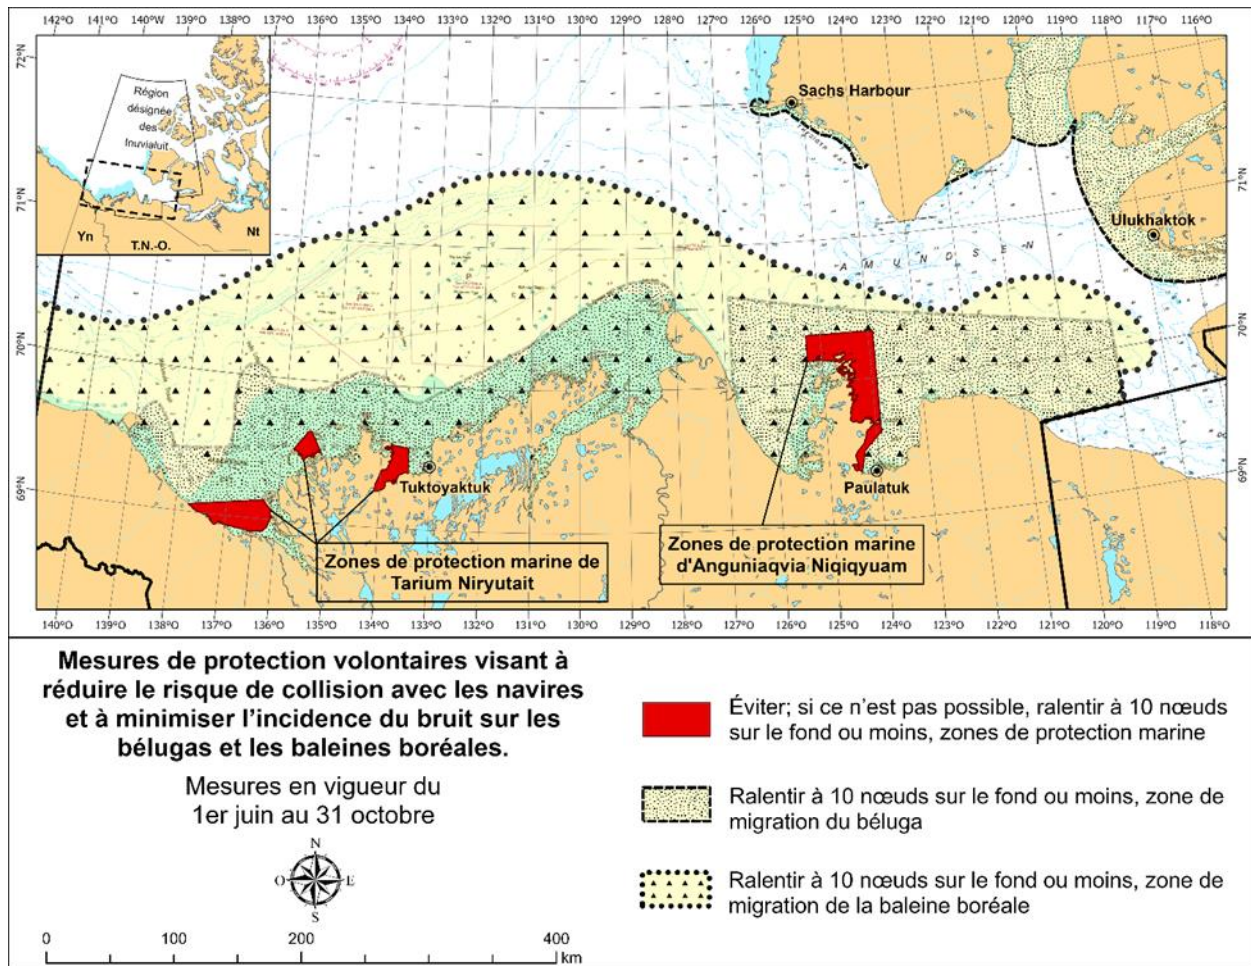 142°O 141°O 140°O 139°O 138°O 137°O 136°O 135°O 134°O 133°O 132°O 131°O 130°O 129°O 128°O 127°O 126°O 125°O 124°O 123°O 122°O 121°O 120°O 119°O 118°O 117°O 116°O
72°N
71°N
70°N
69°N
Région
désignée
des
Inuvialuit
Yn
T.N.-O.
Nt
Sachs Harbour
72°N
71°N
70°N
69°N
Ulukhaktok
AMUNDSEN
Tuktoyaktuk
Paulatuk
Zones de protection marine de
Tarium Niryutait
Zones de protection marine
d'Anguniaqvia Niqiqyuam
140°O 139°O 138°O 137°O 136°O 135°O 134°O 133°O 132°O 131°O 130°O 129°O 128°O 127°O 126°O 125°O 124°O 123°O 122°O 121°O 120°O 119°O 118°O
Mesures de protection volontaires visant à
réduire le risque de collision avec les navires
et à minimiser l'incidence du bruit sur les
bélugas et les baleines boréales.
Mesures en vigueur du
1er juin au 31 octobre
N
O E
S
0 100 200 400
km
Éviter; si ce n'est pas possible, ralentir à 10 nœuds
sur le fond ou moins, zones de protection marine
Ralentir à 10 nœuds sur le fond ou moins, zone de
migration du béluga
Ralentir à 10 nœuds sur le fond ou moins, zone de
migration de la baleine boréale